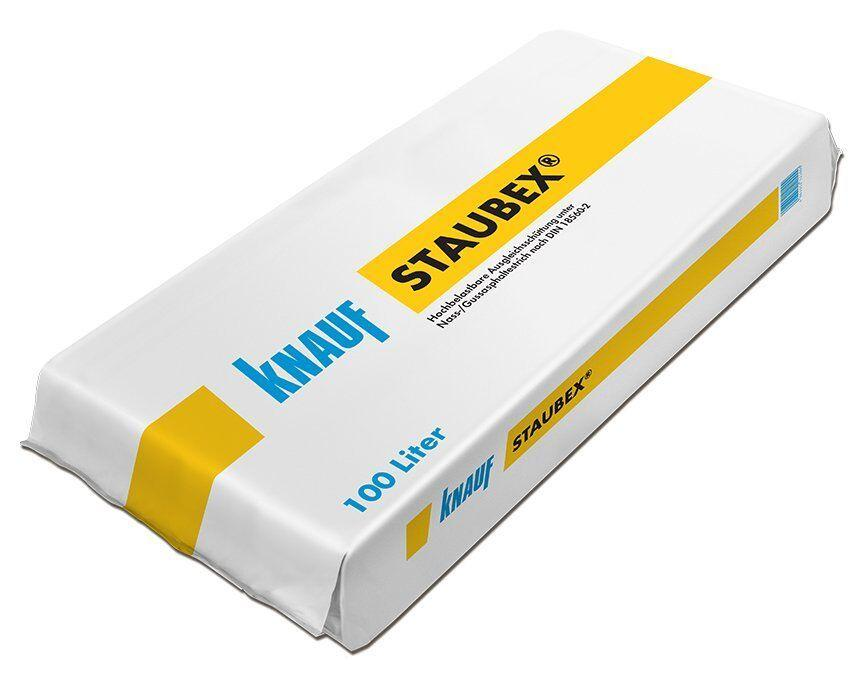 STAUBEX®
Hochbelastbare Ausgleichsschüttung unter
Nass-/Gussasphaltestrich nach DIN 18560-2
KNAUF
100 Liter
KNAUF
STAUBEX®